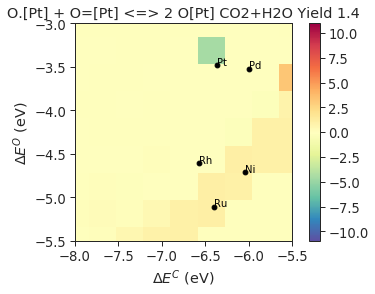 O.[Pt] + O=[Pt] <=> 2 O[Pt] CO2+H2O Yield 1.4
−3.0
−3.5
−4.0
−4.5
−5.0
−5.5
ΔE^O (eV)
Pt
Pd
Rh
Ni
Ru
−8.0 −7.5 −7.0 −6.5 −6.0 −5.5
ΔE^C (eV)
10.0
7.5
5.0
2.5
0.0
−2.5
−5.0
−7.5
−10.0